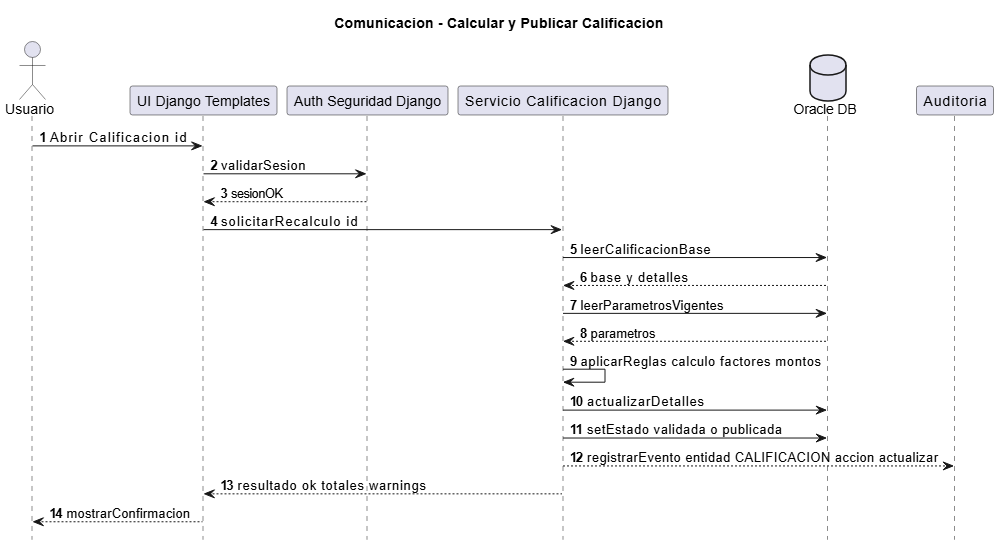 Comunicacion - Calcular y Publicar Calificacion
Usuario
UI Django Templates
Auth Seguridad Django
Servicio Calificacion Django
Oracle DB
Auditoria
1 Abrir Calificacion id
2 validarSesion
3 sesionOK
4 solicitarRecalculo id
5 leerCalificacionBase
6 base y detalles
7 leerParametrosVigentes
8 parametros
9 aplicarReglas calculo factores montos
10 actualizarDetalles
11 setEstado validada o publicada
12 registrarEvento entidad CALIFICACION accion actualizar
13 resultado ok totales warnings
14 mostrarConfirmacion